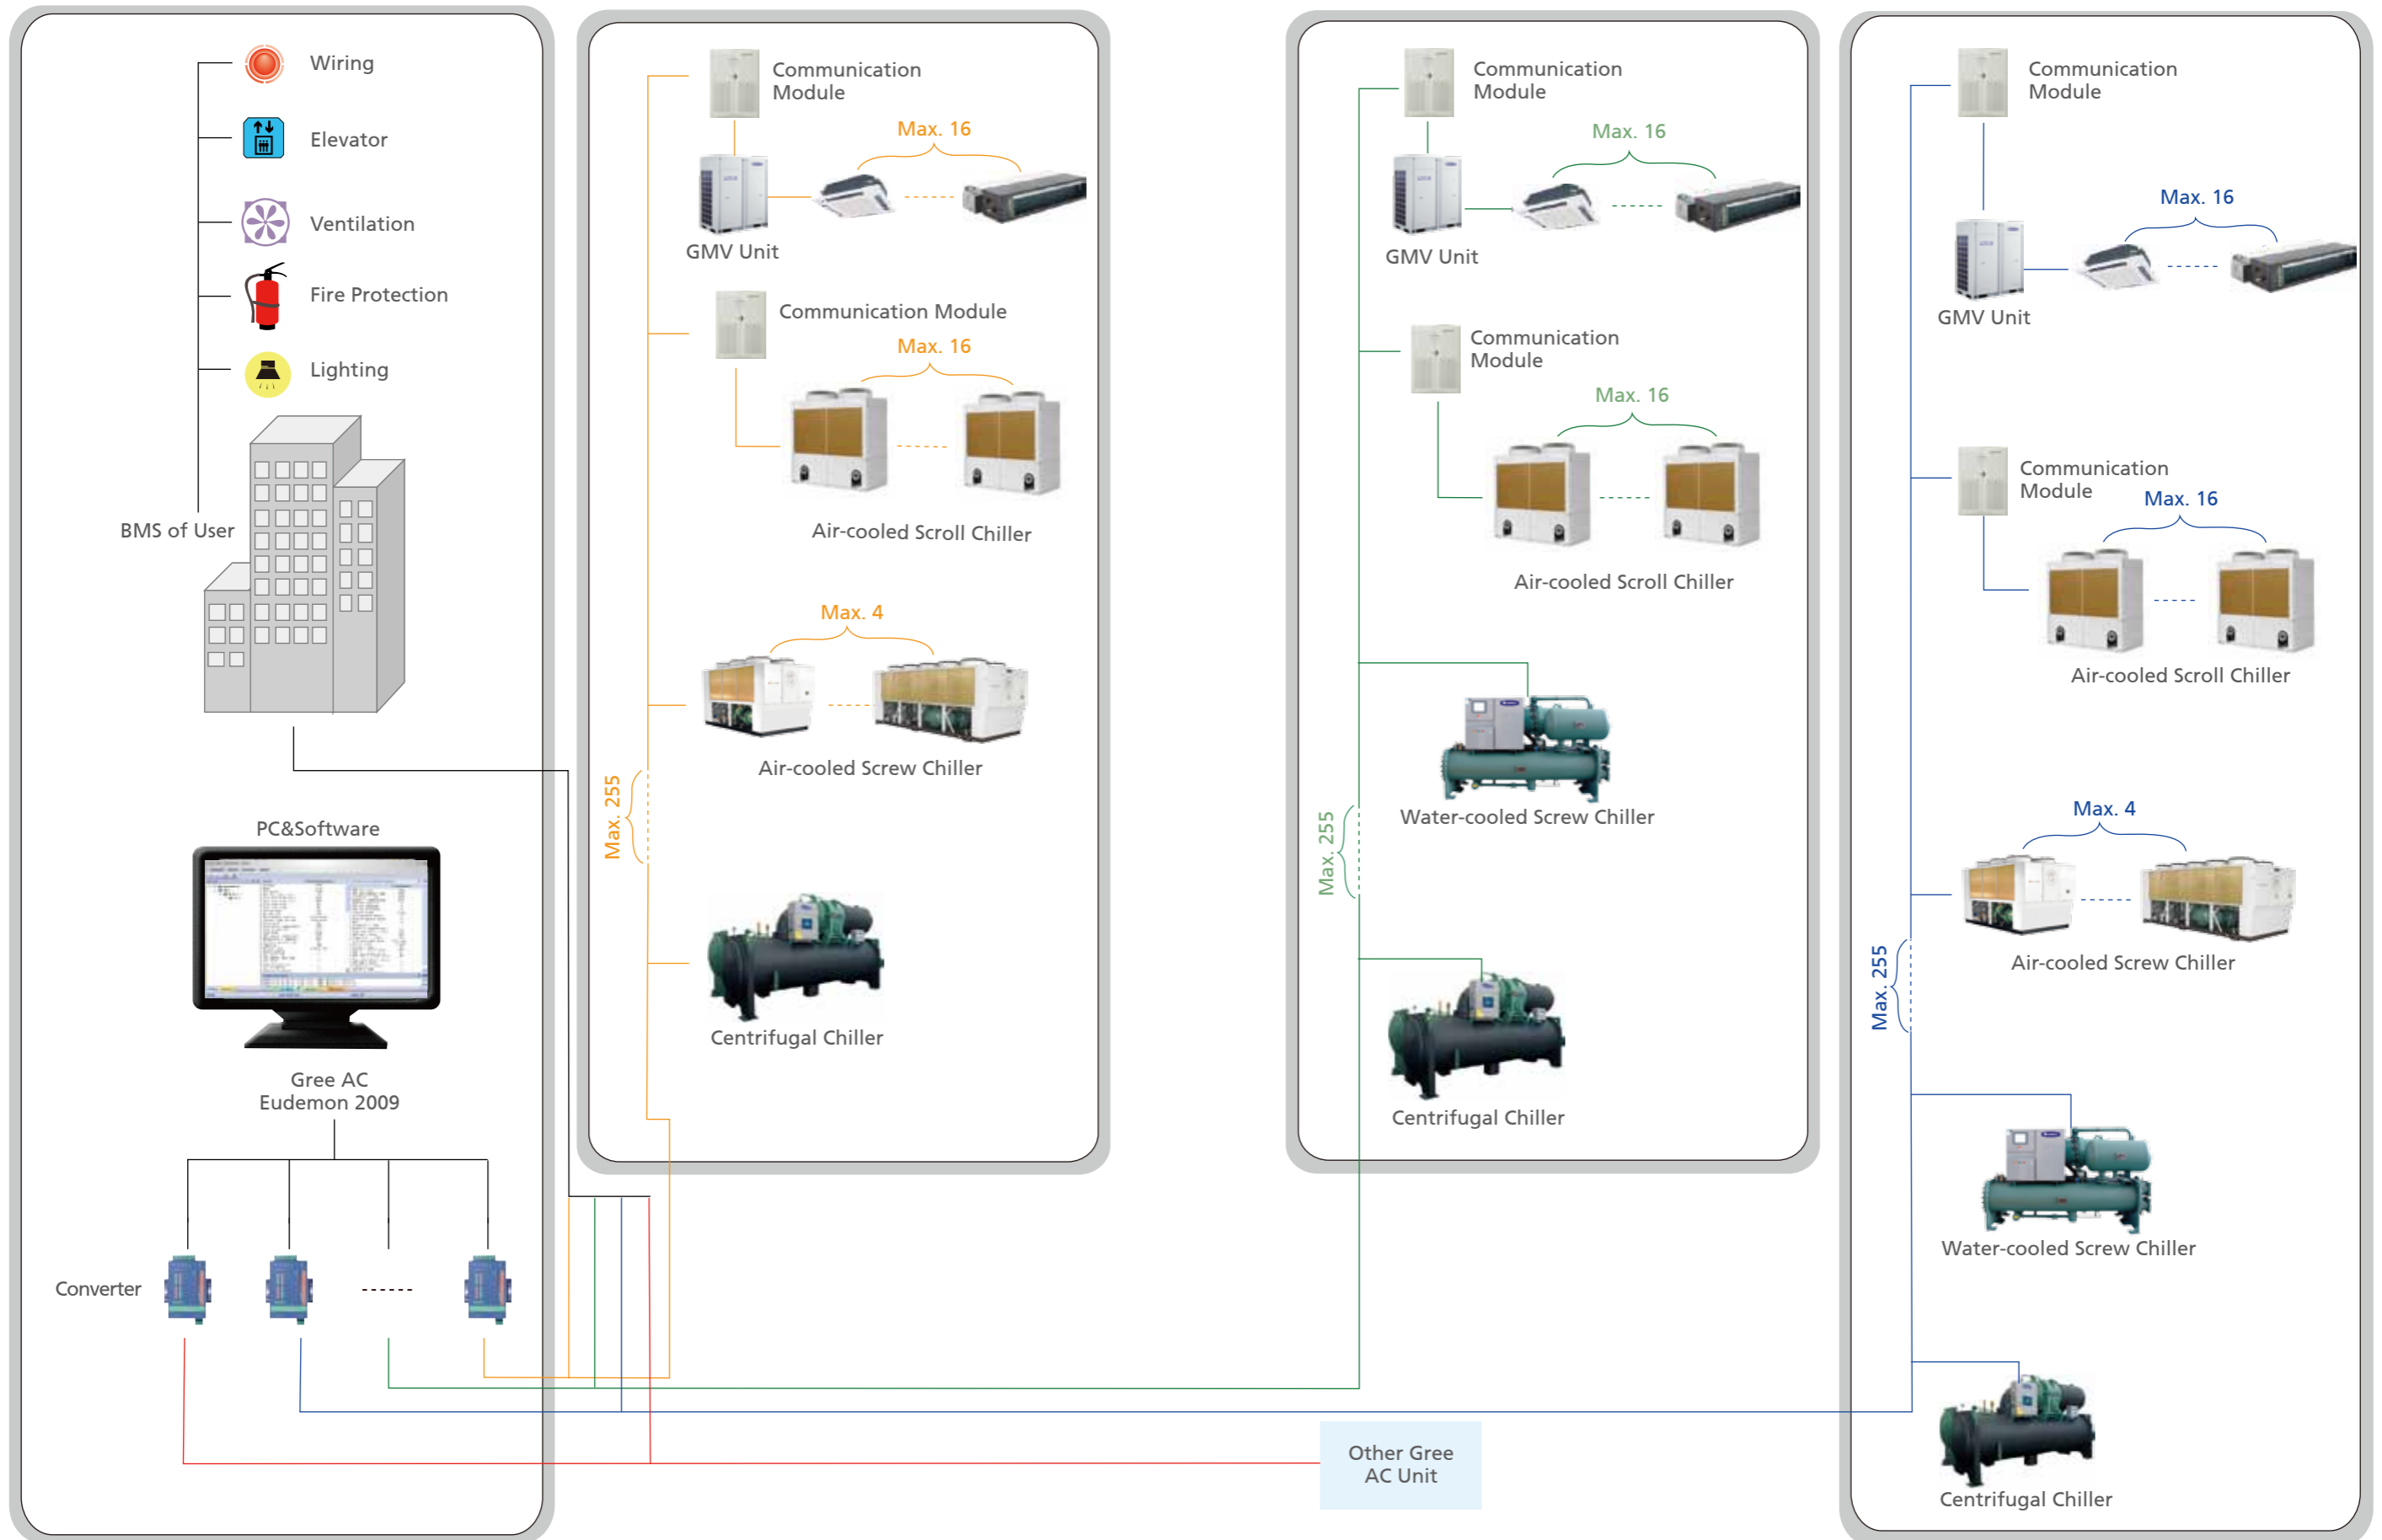 Wiring
Elevator
Ventilation
Fire Protection
Lighting
BMS of User
PC&Software
Gree AC
Eudemon 2009
Converter
Communication
Module
Max. 16
GMV Unit
Communication Module
Max. 16
Air-cooled Scroll Chiller
Max. 4
Air-cooled Screw Chiller
Max. 255
Centrifugal Chiller
Communication
Module
Max. 16
GMV Unit
Communication
Module
Max. 16
Air-cooled Scroll Chiller
Water-cooled Screw Chiller
Max. 255
Centrifugal Chiller
Other Gree
AC Unit
Communication
Module
Max. 16
GMV Unit
Communication
Module
Max. 16
Air-cooled Scroll Chiller
Max. 4
Air-cooled Screw Chiller
Max. 255
Water-cooled Screw Chiller
Centrifugal Chiller